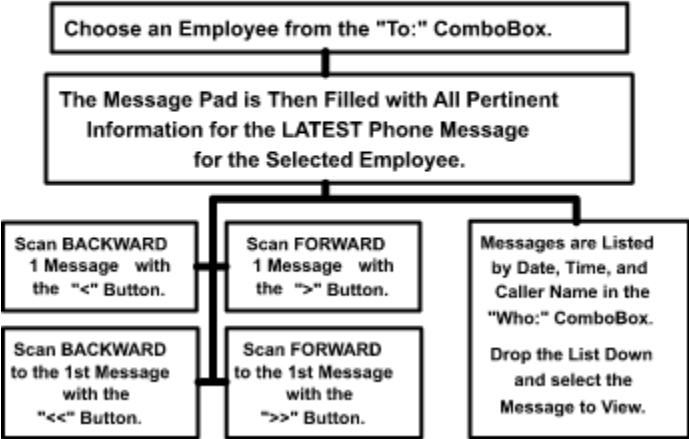 Choose an Employee from the "To:" ComboBox.
The Message Pad is Then Filled with All Pertinent
Information for the LATEST Phone Message
for the Selected Employee.
Scan BACKWARD
1 Message with
the "<" Button.
Scan FORWARD
1 Message with
the ">" Button.
Messages are Listed
by Date, Time, and
Caller Name in the
"Who:" ComboBox.
Drop the List Down
and select the
Message to View.
Scan BACKWARD
to the 1st Message
with the
"<<" Button.
Scan FORWARD
to the 1st Message
with the
">>" Button.